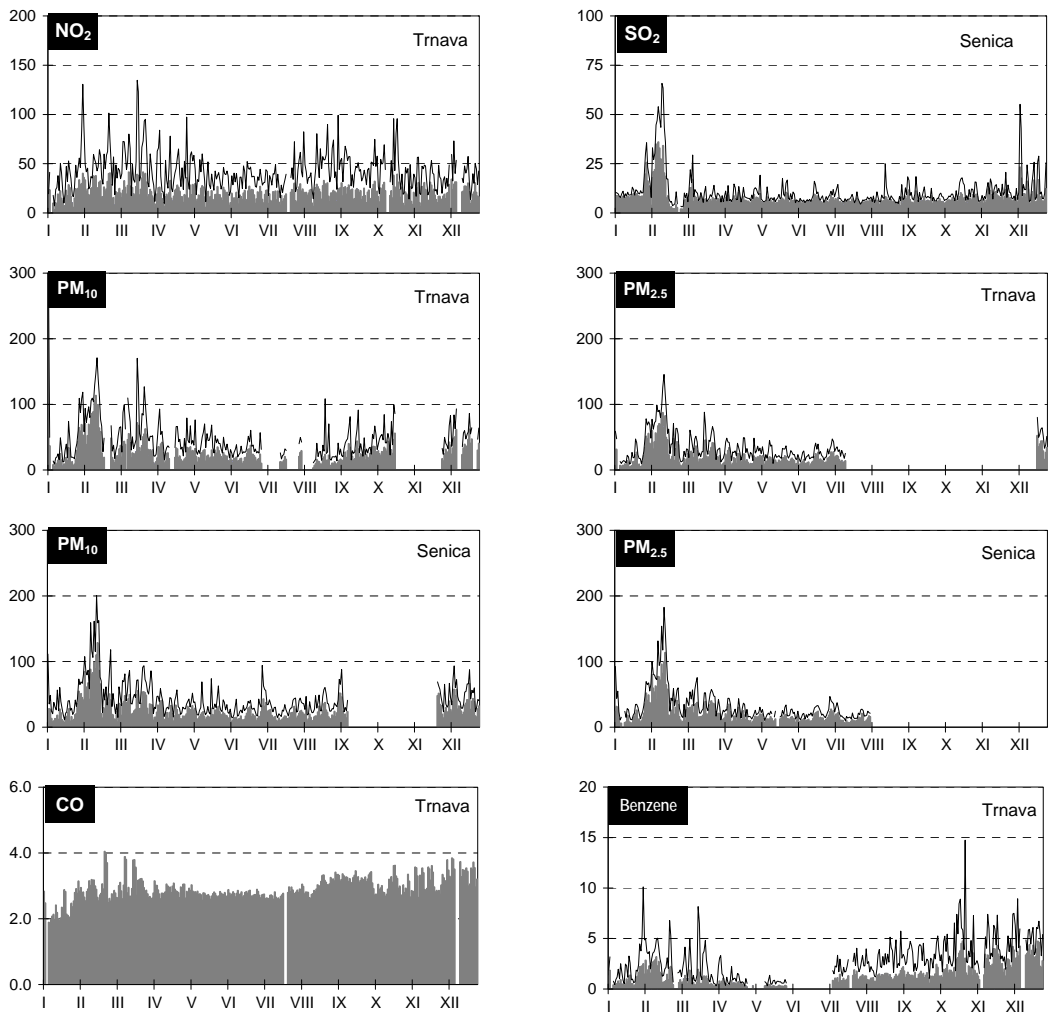 NO2
Trnava
200
150
100
50
0
I II III IV V VI VII VIII IX X XI XII
SO2
Senica
100
75
50
25
0
I II III IV V VI VII VIII IX X XI XII
PM10
Trnava
300
200
100
0
I II III IV V VI VII VIII IX X XI XII
PM2.5
Trnava
300
200
100
0
I II III IV V VI VII VIII IX X XI XII
PM10
Senica
300
200
100
0
I II III IV V VI VII VIII IX X XI XII
PM2.5
Senica
300
200
100
0
I II III IV V VI VII VIII IX X XI XII
CO
Trnava
6.0
4.0
2.0
0.0
I II III IV V VI VII VIII IX X XI XII
Benzene
Trnava
20
15
10
5
0
I II III IV V VI VII VIII IX X XI XII